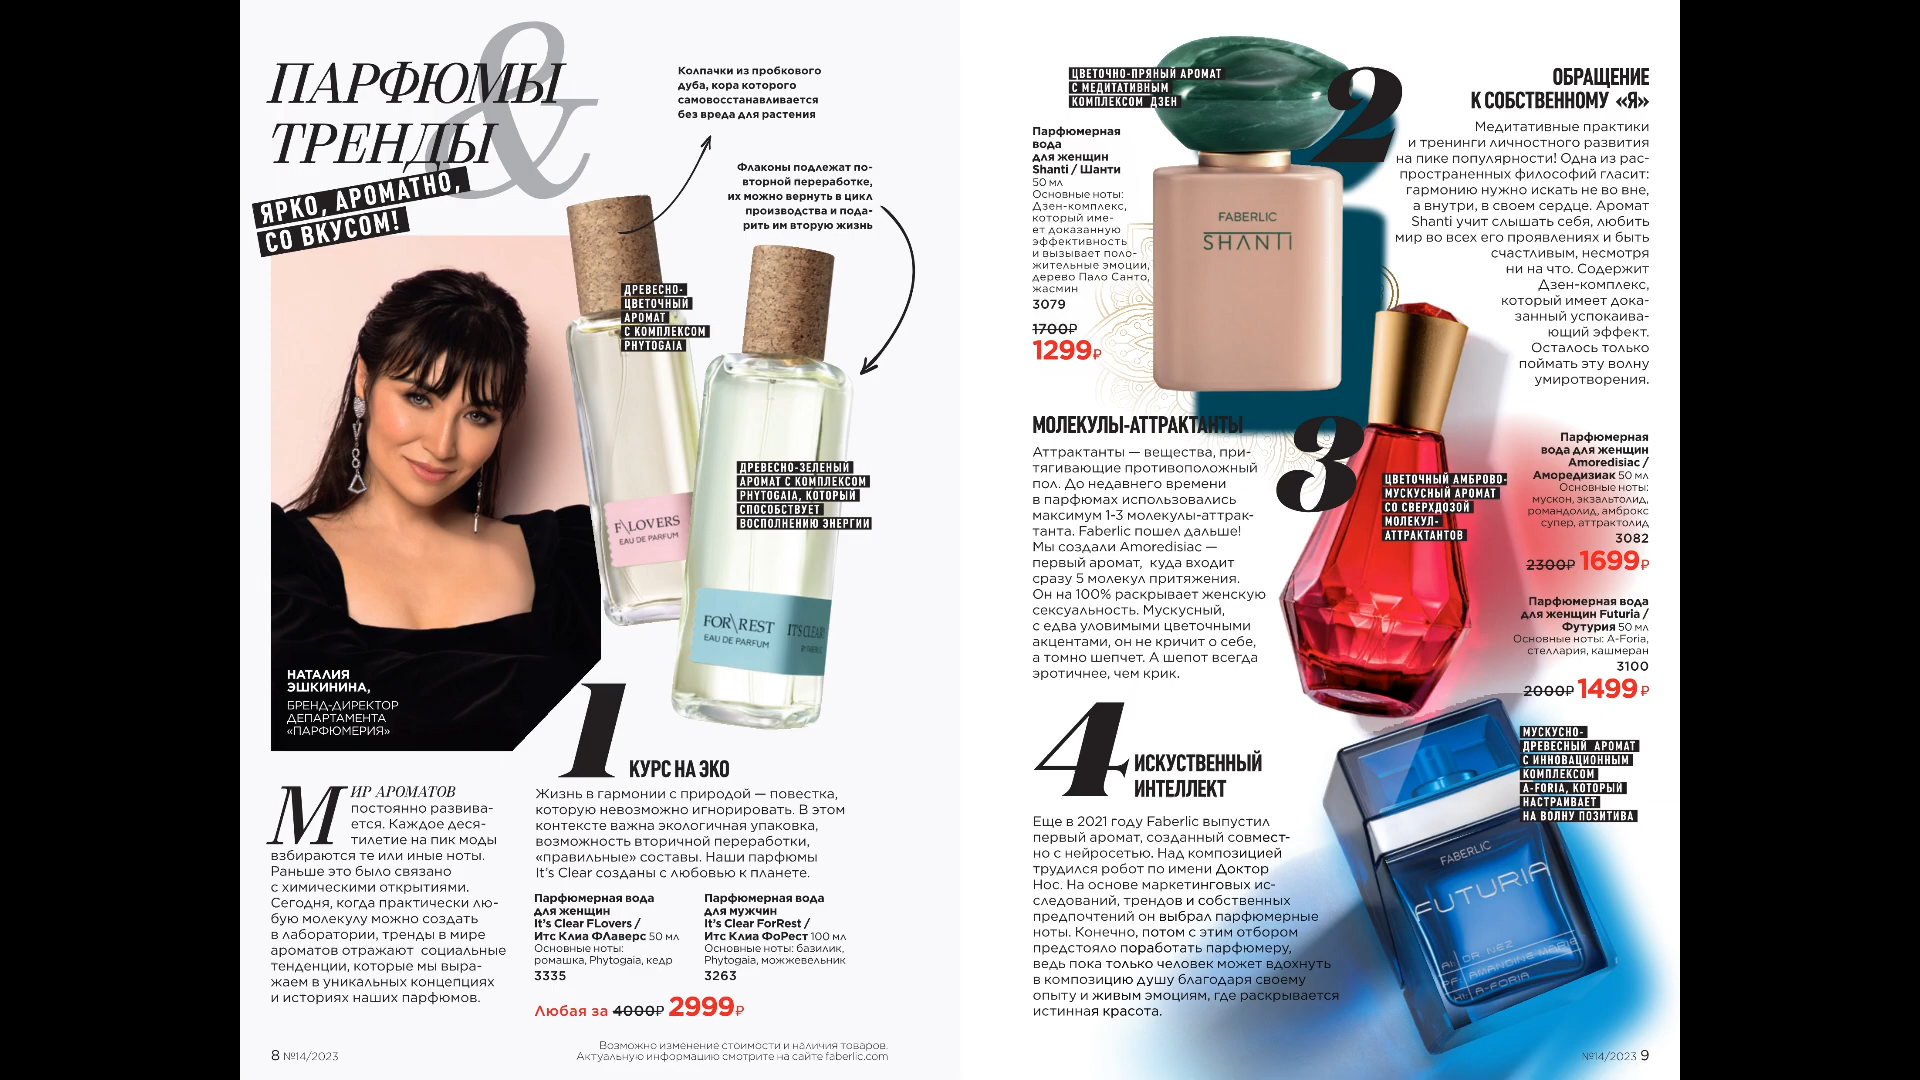 ПАРФЮМЫ
&
ТРЕНДЫ
ЯРКО, АРОМАТНО,
СО ВКУСОМ!
Колпачки из пробкового
дуба, кора которого
самовосстанавливается
без вреда для растения
Флаконы подлежат по-
вторной переработке,
их можно вернуть в цикл
производства и пода-
рить им вторую жизнь
ДРЕВЕСНО-
ЦВЕТОЧНЫЙ
АРОМАТ
С КОМПЛЕКСОМ
PHYTOGAIA
ДРЕВЕСНО-ЗЕЛЕНЫЙ
АРОМАТ С КОМПЛЕКСОМ
PHYTOGAIA, КОТОРЫЙ
СПОСОБСТВУЕТ
ВОСПОЛНЕНИЮ ЭНЕРГИИ
F\LOVERS
EAU DE PARFUM
FOR\REST
EAU DE PARFUM
IT'S CLEAR
НАТАЛИЯ
ЭШКИНИНА,
БРЕНД-ДИРЕКТОР
ДЕПАРТАМЕНТА
«ПАРФЮМЕРИЯ»
МИР АРОМАТОВ
постоянно развива-
ется. Каждое деся-
тилетие на пик моды
взбираются те или иные ноты.
Раньше это было связано
с химическими открытиями.
Сегодня, когда практически лю-
бую молекулу можно создать
в лаборатории, тренды в мире
ароматов отражают социальные
тенденции, которые мы выра-
жаем в уникальных концепциях
и историях наших парфюмов.
1 КУРС НА ЭКО
Жизнь в гармонии с природой — повестка,
которую невозможно игнорировать. В этом
контексте важна экологичная упаковка,
возможность вторичной переработки,
«правильные» составы. Наши парфюмы
It's Clear созданы с любовью к планете.
Парфюмерная вода
для женщин
It's Clear FLovers /
Итс Клиа ФЛаверс 50 мл
Основные ноты:
ромашка, Phytogaia, кедр
3335
Парфюмерная вода
для мужчин
It's Clear ForRest /
Итс Клиа ФоРест 100 мл
Основные ноты: базилик,
Phytogaia, можжевельник
3263
Любая за 4000₽ 2999₽
8 №14/2023
Возможно изменение стоимости и наличия товаров.
Актуальную информацию смотрите на сайте faberlic.com
ЦВЕТОЧНО-ПРЯНЫЙ АРОМАТ
С МЕДИТАТИВНЫМ
КОМПЛЕКСОМ ДЗЕН
Парфюмерная
вода
для женщин
Shanti / Шанти
50 мл
Основные ноты:
Дзен-комплекс,
который име-
ет доказанную
эффективность
и вызывает поло-
жительные эмоции,
дерево Пало Санто,
жасмин
3079
1700₽
1299₽
FABERLIC
SHANTI
2
ОБРАЩЕНИЕ
К СОБСТВЕННОМУ «Я»
Медитативные практики
и тренинги личностного развития
на пике популярности! Одна из рас-
пространенных философий гласит:
гармонию нужно искать не во вне,
а внутри, в своем сердце. Аромат
Shanti учит слышать себя, любить
мир во всех его проявлениях и быть
счастливым, несмотря
ни на что. Содержит
Дзен-комплекс,
который имеет дока-
занный успокаива-
ющий эффект.
Осталось только
поймать эту волну
умиротворения.
МОЛЕКУЛЫ-АТТРАКТАНТЫ
3
Аттрактанты — вещества, при-
тягивающие противоположный
пол. До недавнего времени
в парфюмах использовались
максимум 1-3 молекулы-аттрак-
танта. Faberlic пошел дальше!
Мы создали Amoredisiac —
первый аромат, куда входит
сразу 5 молекул притяжения.
Он на 100% раскрывает женскую
сексуальность. Мускусный,
с едва уловимыми цветочными
акцентами, он не кричит о себе,
а томно шепчет. А шепот всегда
эротичнее, чем крик.
ЦВЕТОЧНЫЙ АМБРОВО-
МУСКУСНЫЙ АРОМАТ
СО СВЕРХДОЗОЙ
МОЛЕКУЛ-
АТТРАКТАНТОВ
Парфюмерная
вода для женщин
Amoredisiac /
Аморедизиак 50 мл
Основные ноты:
мускон, экзальтолид,
романдолид, амброкс
супер, аттрактолид
3082
2300₽ 1699₽
Парфюмерная вода
для женщин Futuria /
Футурия 50 мл
Основные ноты: A-Foria,
стеллария, кашмеран
3100
2000₽ 1499₽
4 ИСКУСТВЕННЫЙ
ИНТЕЛЛЕКТ
Еще в 2021 году Faberlic выпустил
первый аромат, созданный совмест-
но с нейросетью. Над композицией
трудился робот по имени Доктор
Нос. На основе маркетинговых ис-
следований, трендов и собственных
предпочтений он выбрал парфюмерные
ноты. Конечно, потом с этим отбором
предстояло поработать парфюмеру,
ведь пока только человек может вдохнуть
в композицию душу благодаря своему
опыту и живым эмоциям, где раскрывается
истинная красота.
МУСКУСНО-
ДРЕВЕСНЫЙ АРОМАТ
С ИННОВАЦИОННЫМ
КОМПЛЕКСОМ
A-FORIA, КОТОРЫЙ
НАСТРАИВАЕТ
НА ВОЛНУ ПОЗИТИВА
FABERLIC
FUTURIA
AI: DR. NEZ
PF: AMANDINE MARIE
HI: A-FORIA
№14/2023 9